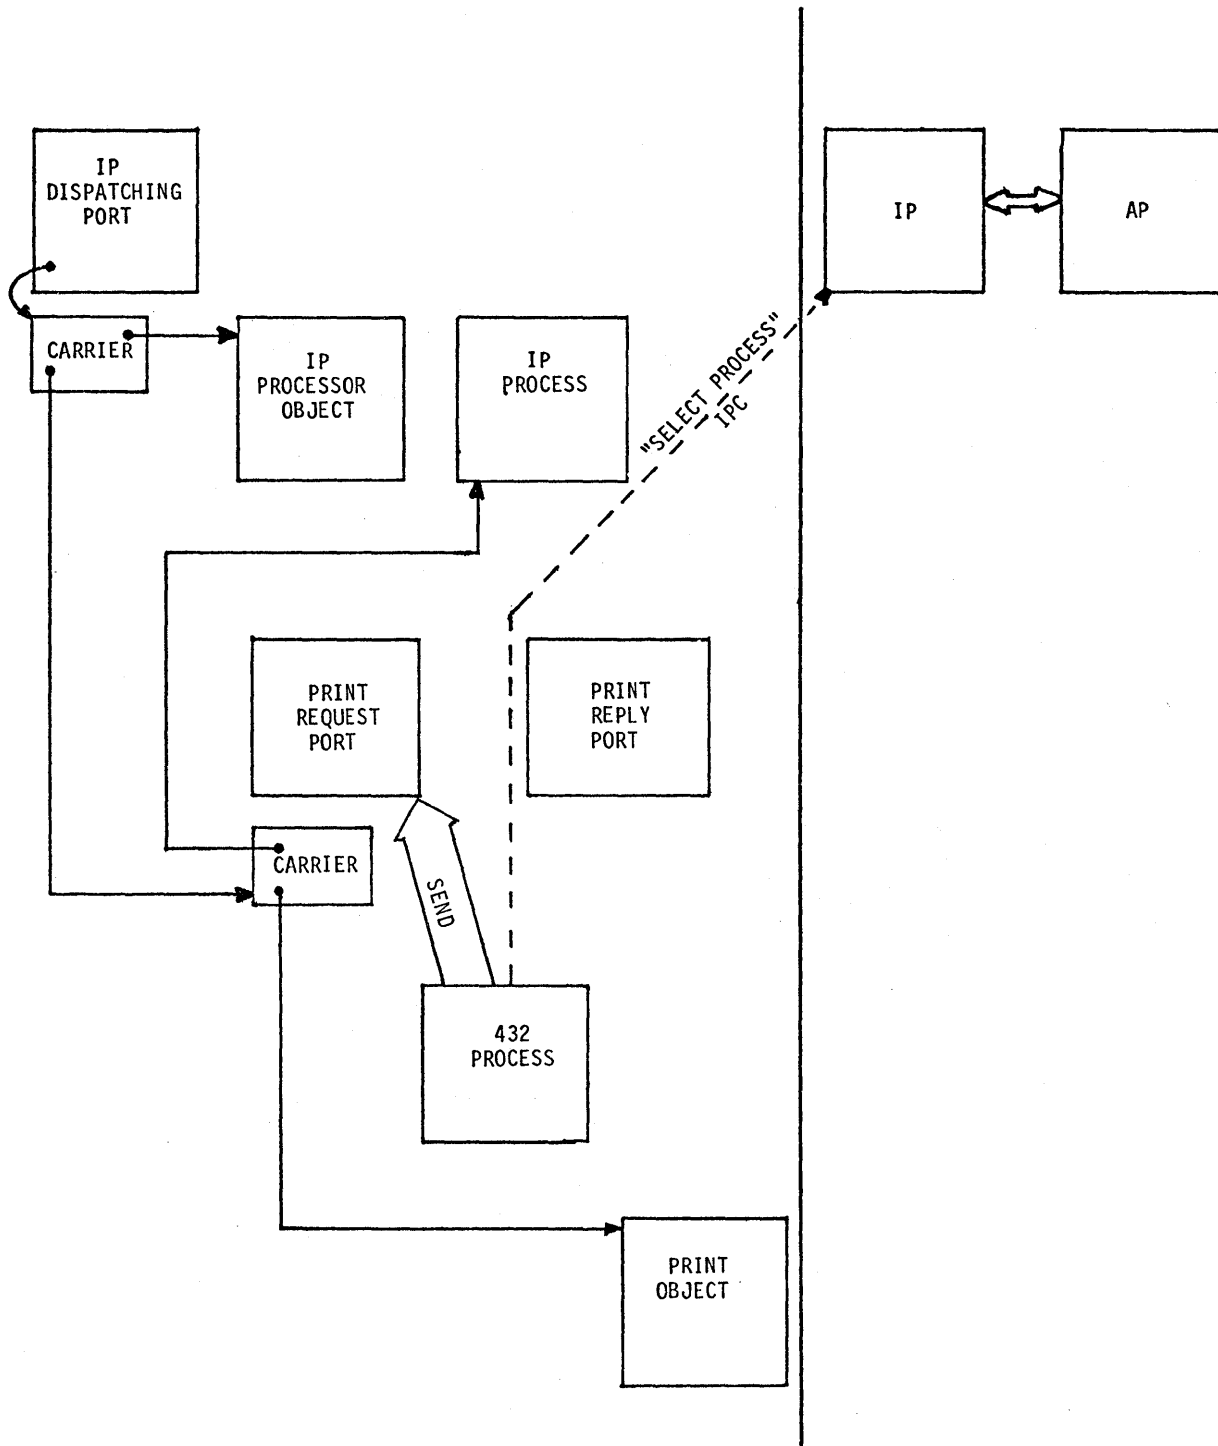 IP
DISPATCHING
PORT
IP
AP
CARRIER
IP
PROCESSOR
OBJECT
IP
PROCESS
"SELECT PROCESS"
IPC
PRINT
REQUEST
PORT
PRINT
REPLY
PORT
CARRIER
SEND
432
PROCESS
PRINT
OBJECT